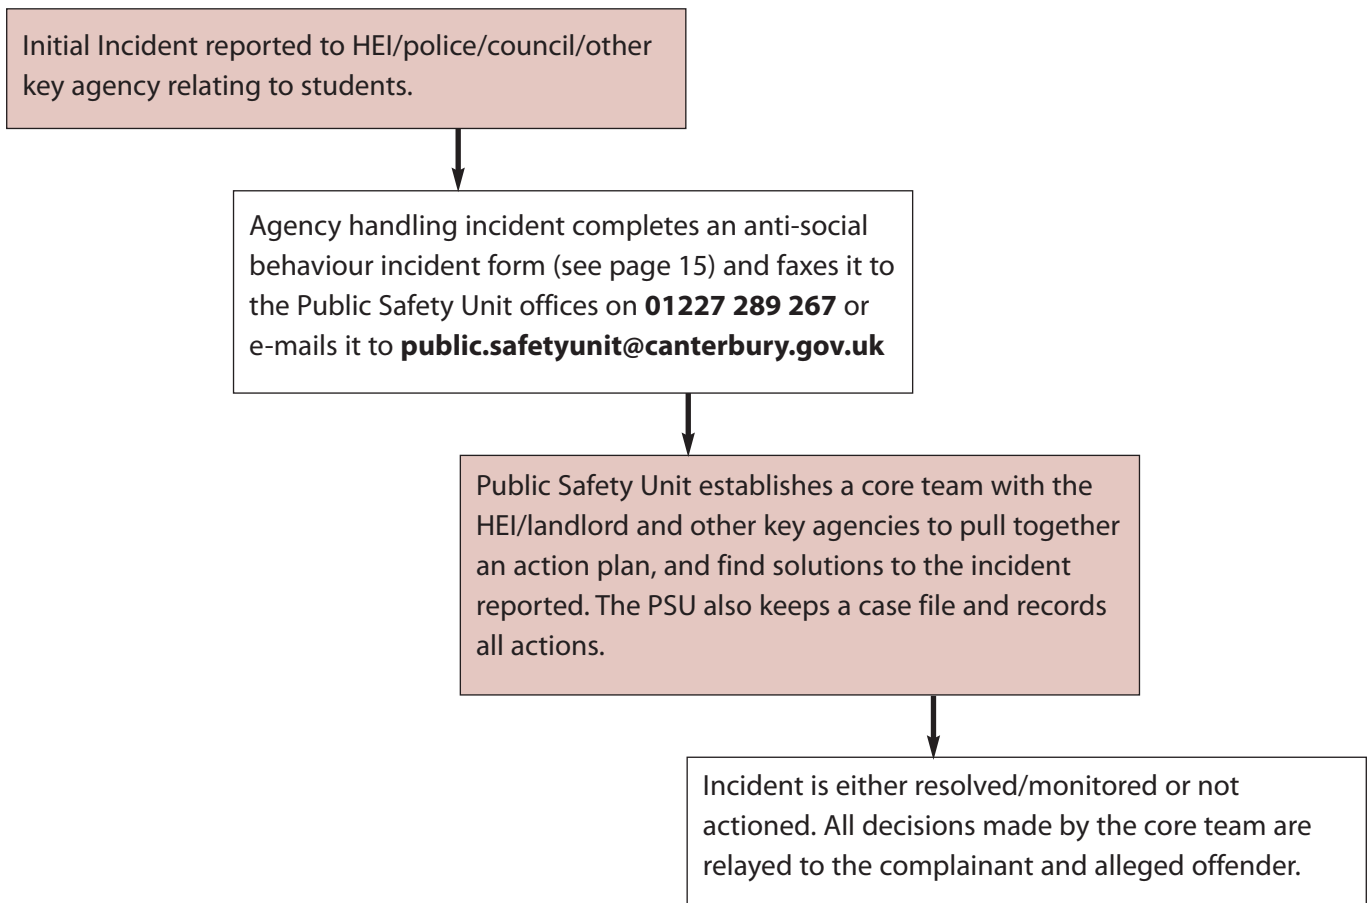 Initial Incident reported to HEI/police/council/other
key agency relating to students.
Agency handling incident completes an anti-social
behaviour incident form (see page 15) and faxes it to
the Public Safety Unit offices on 01227 289 267 or
e-mails it to public.safetyunit@canterbury.gov.uk
Public Safety Unit establishes a core team with the
HEI/landlord and other key agencies to pull together
an action plan, and find solutions to the incident
reported. The PSU also keeps a case file and records
all actions.
Incident is either resolved/monitored or not
actioned. All decisions made by the core team are
relayed to the complainant and alleged offender.